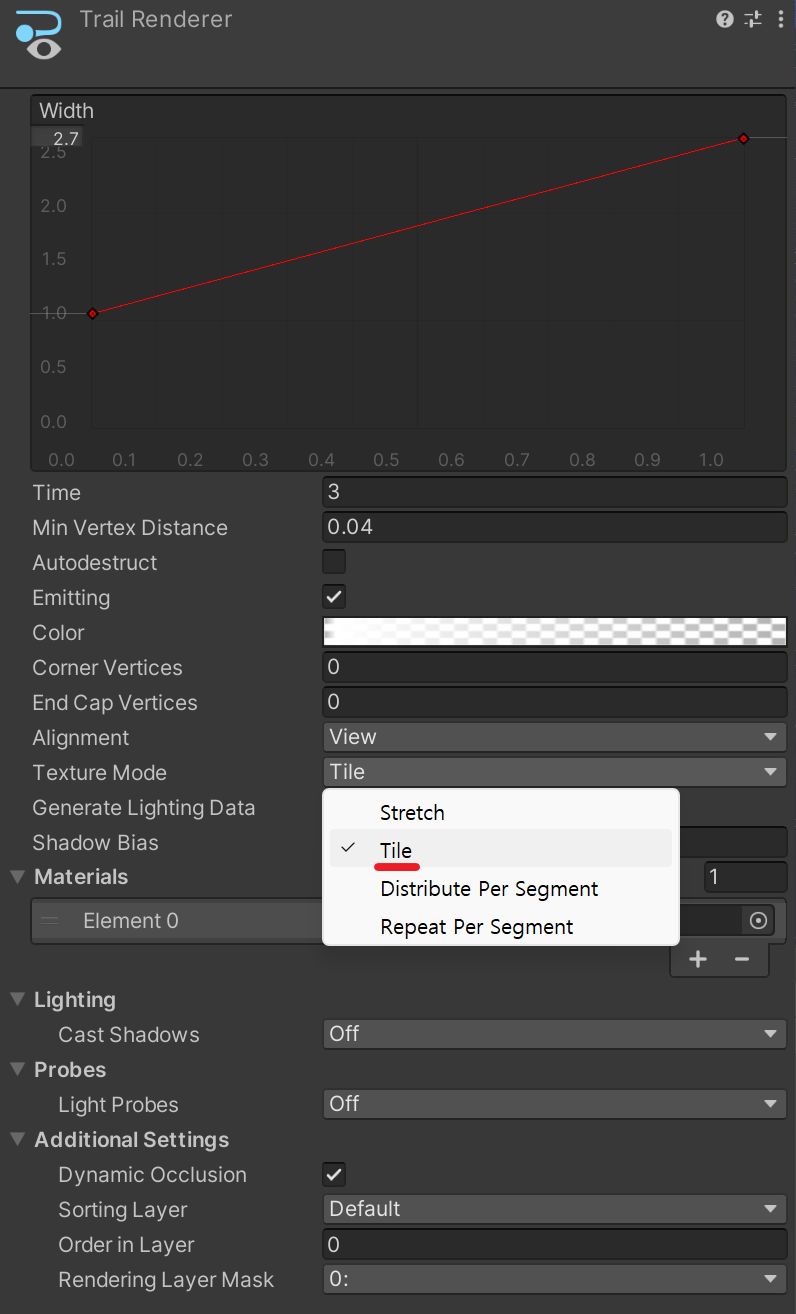 Trail Renderer
Width
2.7
2.5
2.0
1.5
1.0
0.5
0.0
0.0 0.1 0.2 0.3 0.4 0.5 0.6 0.7 0.8 0.9 1.0
Time 3
Min Vertex Distance 0.04
Autodestruct
Emitting
Color
Corner Vertices 0
End Cap Vertices 0
Alignment View
Texture Mode Tile
Generate Lighting Data
Stretch
Shadow Bias
Tile
Materials 1
Distribute Per Segment
Element 0
Repeat Per Segment
Lighting
Cast Shadows Off
Probes
Light Probes Off
Additional Settings
Dynamic Occlusion
Sorting Layer Default
Order in Layer 0
Rendering Layer Mask 0: